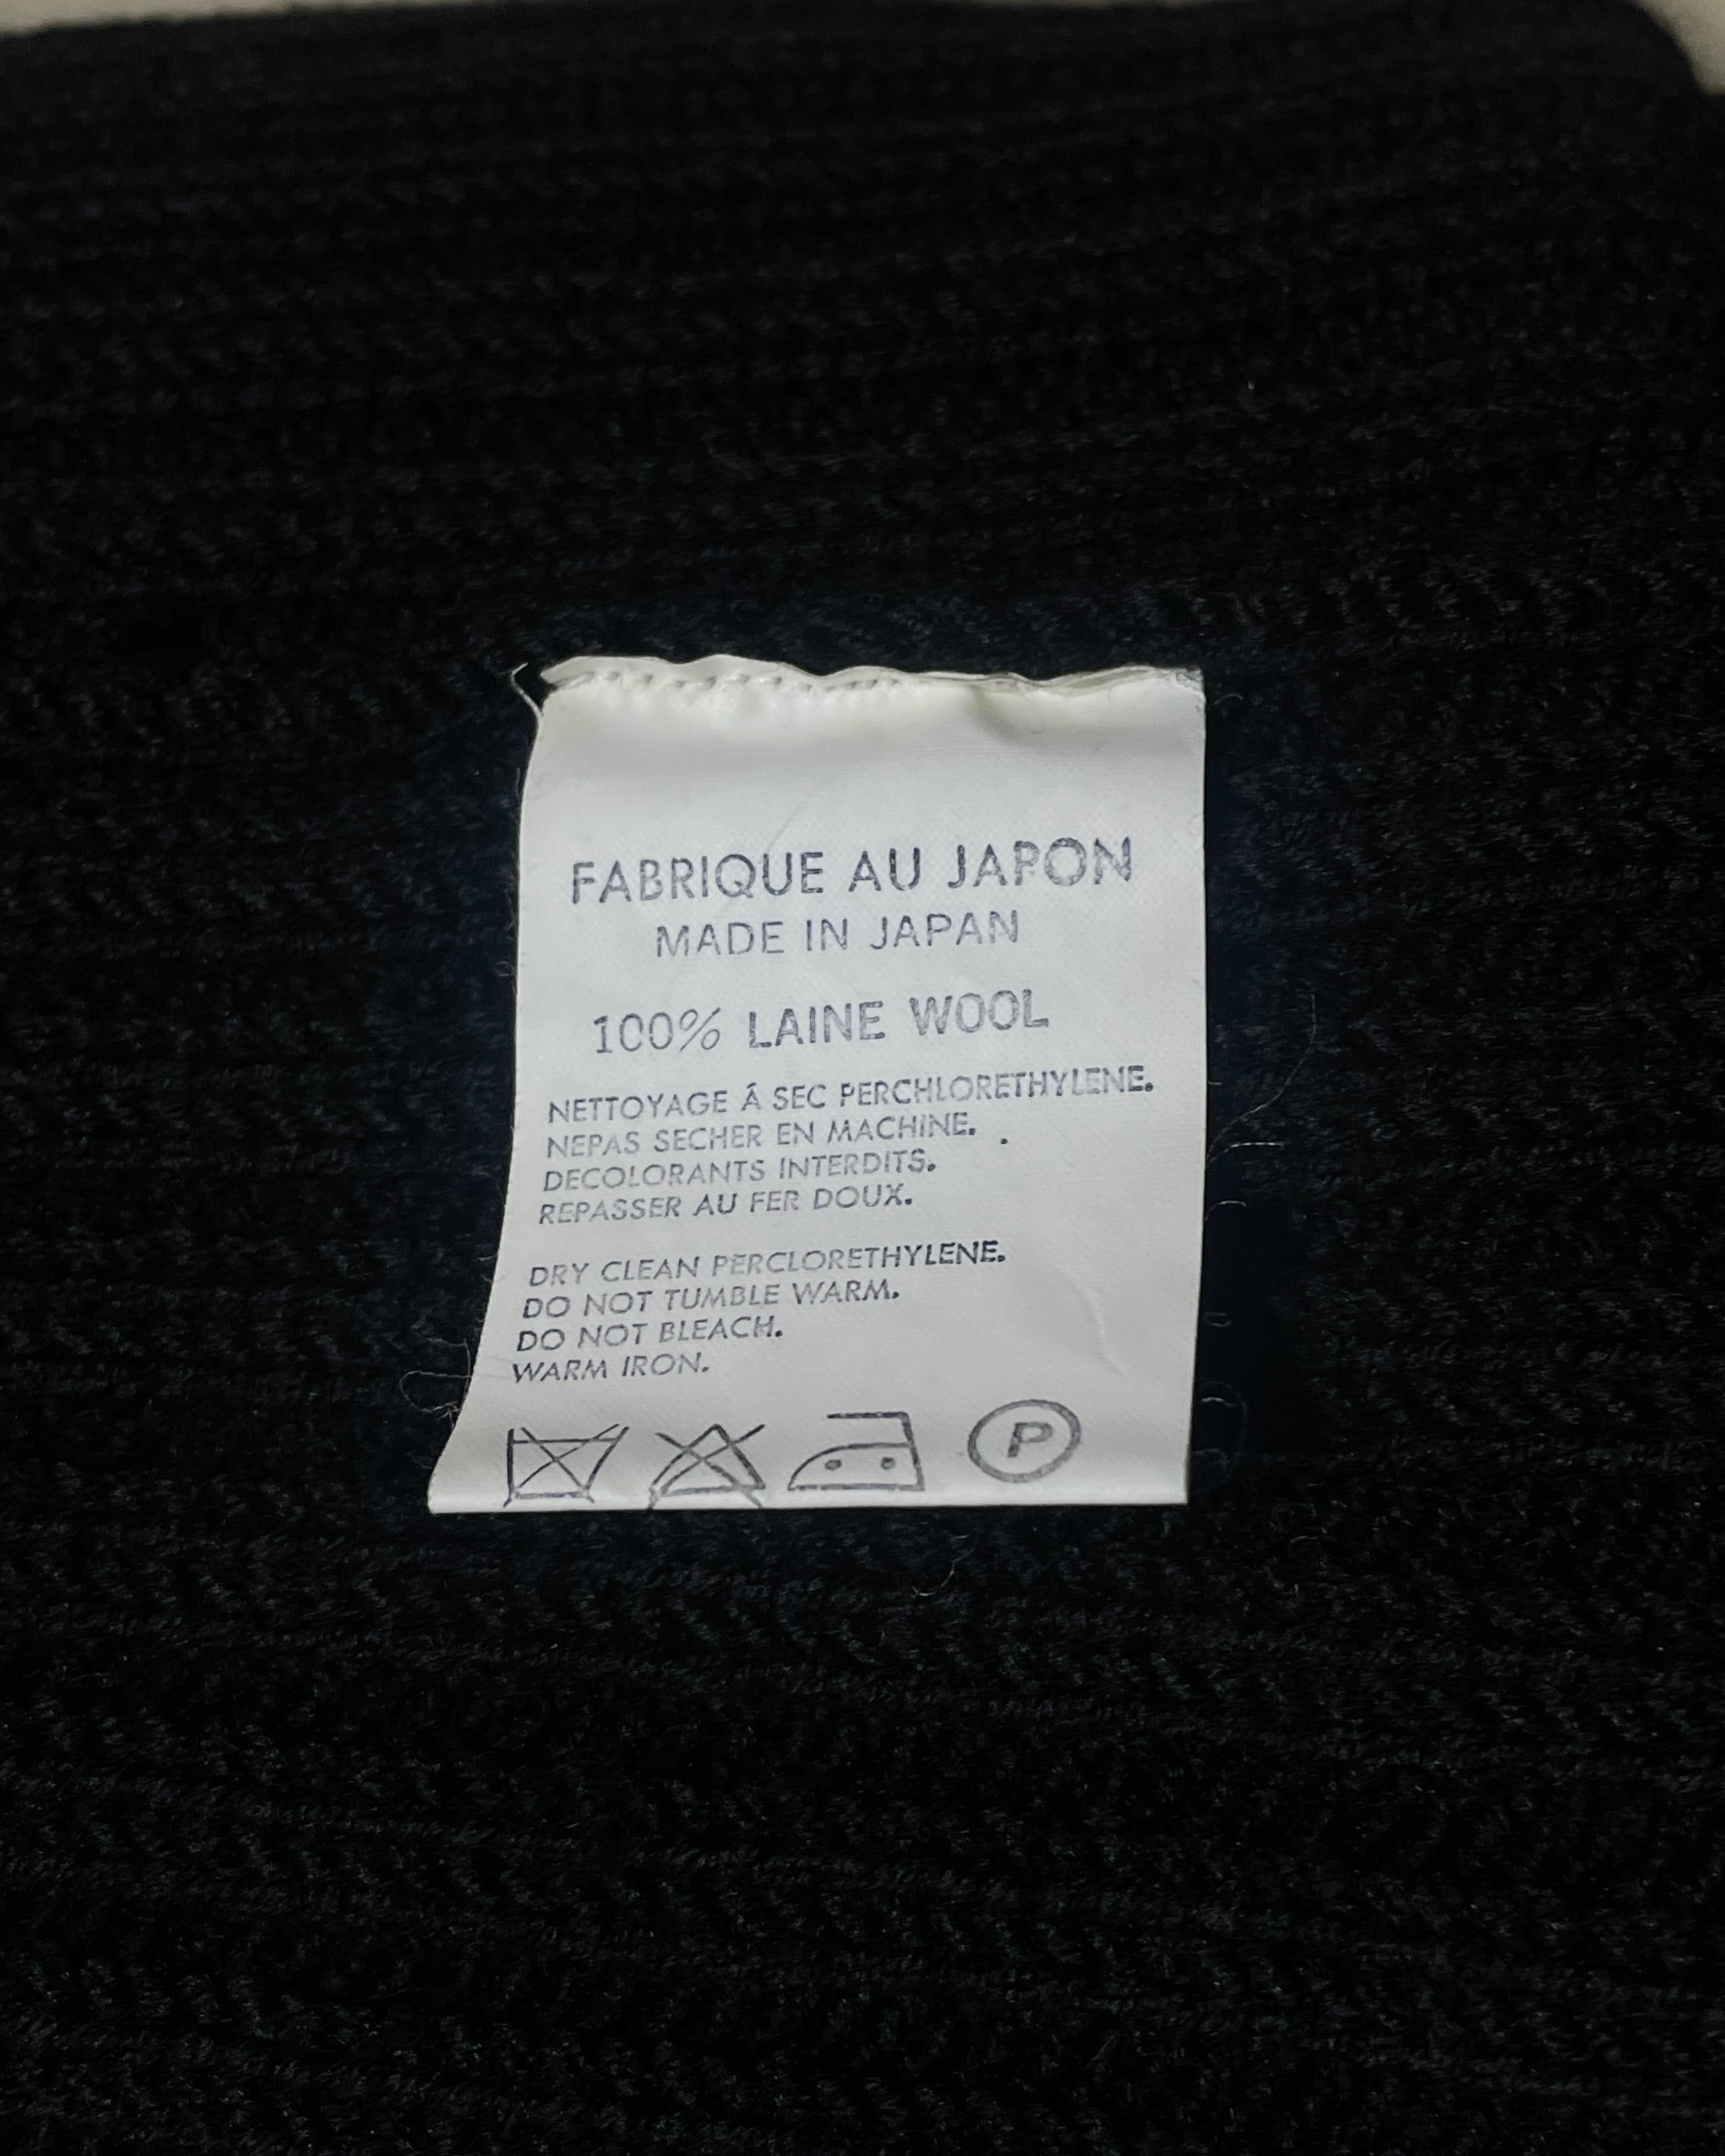 FABRIQUE AU JAPON
MADE IN JAPAN
100% LAINE WOOL
NETTOYAGE Á SEC PERCHLORETHYLENE.
NEPAS SECHER EN MACHINE.
DECOLORANTS INTERDITS.
REPASSER AU FER DOUX.
DRY CLEAN PERCLORETHYLENE.
DO NOT TUMBLE WARM.
DO NOT BLEACH.
WARM IRON.
P